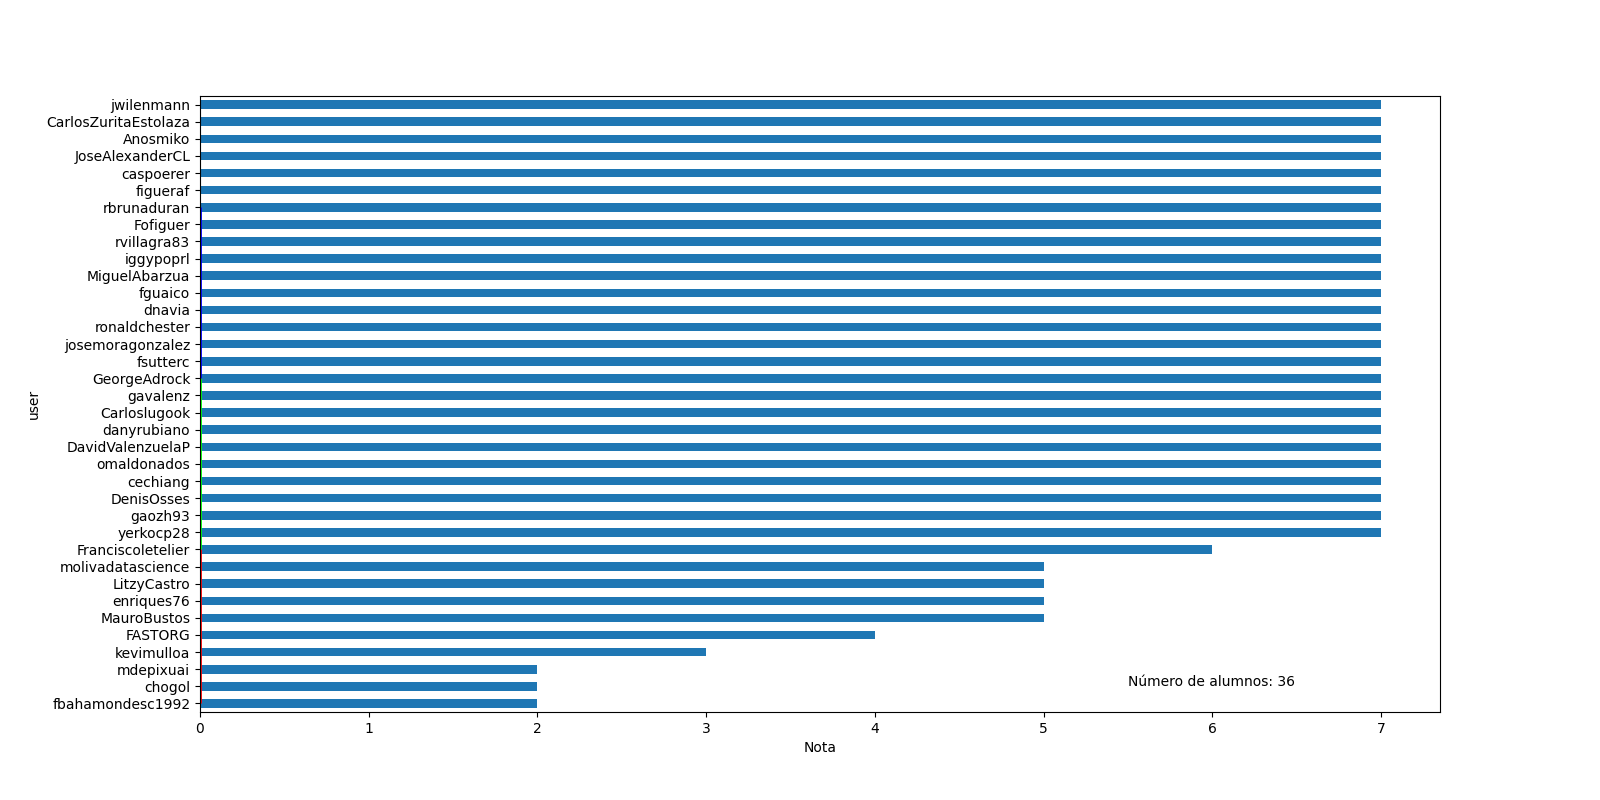 jwilenmann
CarlosZuritaEstolaza
Anosmiko
JoseAlexanderCL
caspoerer
figueraf
rbrunaduran
Fofiguer
rvillagra83
iggypoprl
MiguelAbarzua
fguaico
dnavia
ronaldchester
josemoragonzalez
fsutterc
GeorgeAdrock
gavalenz
Carloslugook
danyrubiano
DavidValenzuelaP
omaldonados
cechiang
DenisOsses
gaozh93
yerkocp28
Franciscoletelier
molivadatascience
LitzyCastro
enriques76
MauroBustos
FASTORG
kevimulloa
mdepixuai
chogol
fbahamondesc1992
user
Número de alumnos: 36
0 1 2 3 4 5 6 7
Nota